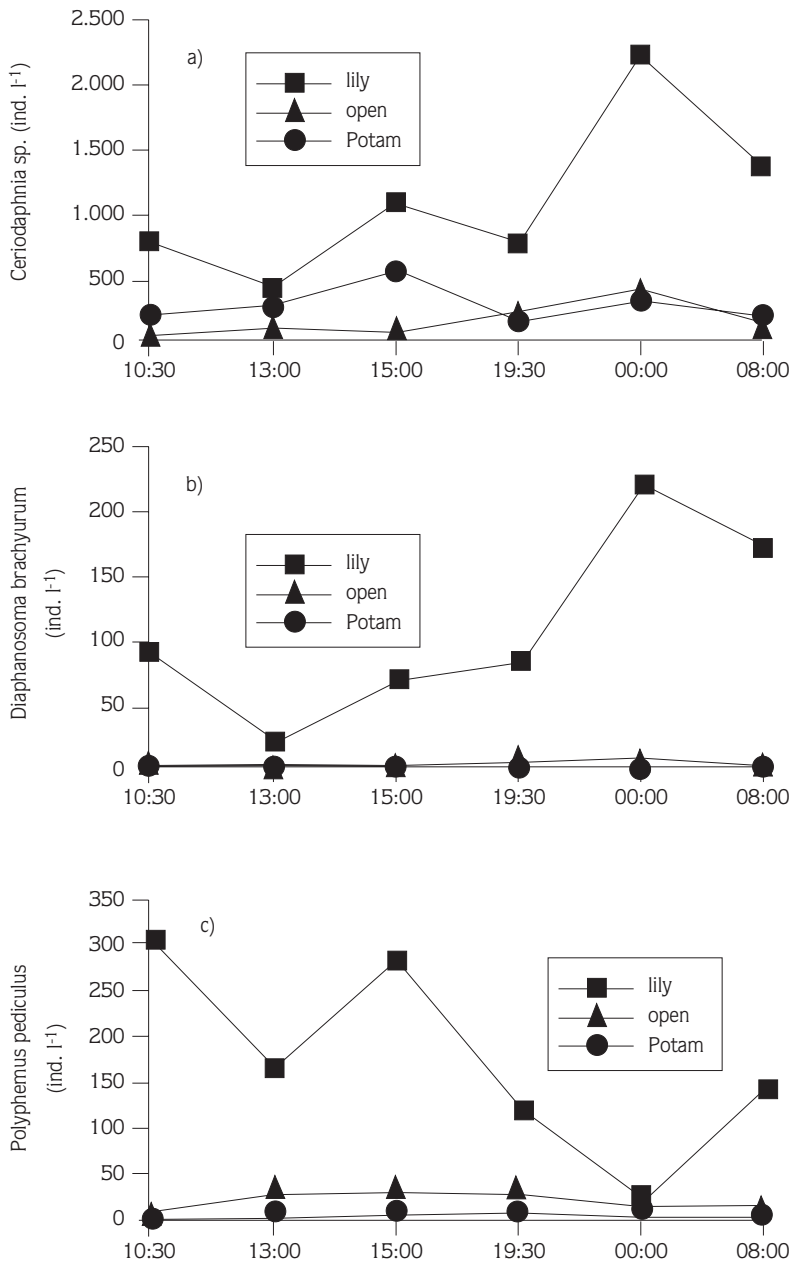 Ceriodaphnia sp. (ind. l-1)
a)
2.500
2.000
1.500
1.000
500
0
lily
open
Potam
10:30 13:00 15:00 19:30 00:00 08:00
Diaphanosoma brachyurum
(ind. l-1)
b)
250
200
150
100
50
0
lily
open
Potam
10:30 13:00 15:00 19:30 00:00 08:00
Polyphemus pediculus
(ind. l-1)
c)
350
300
250
200
150
100
50
0
lily
open
Potam
10:30 13:00 15:00 19:30 00:00 08:00